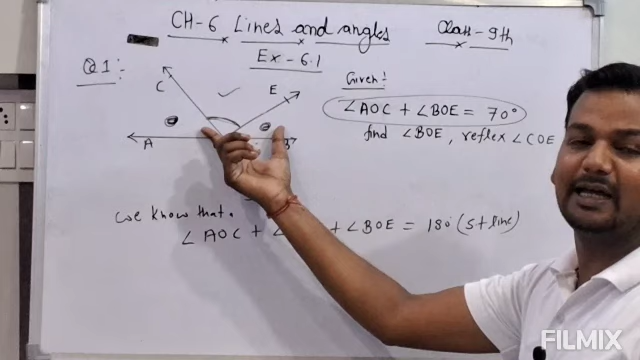 CH-6 Lines and angles Class-9th
Ex-6.1
Q1:-
Given!
C
E
∠AOC + ∠BOE = 70°
find ∠BOE, reflex ∠COE
A
B
we know that.
∠AOC + ∠ + ∠BOE = 180° (st line)
FILMIX